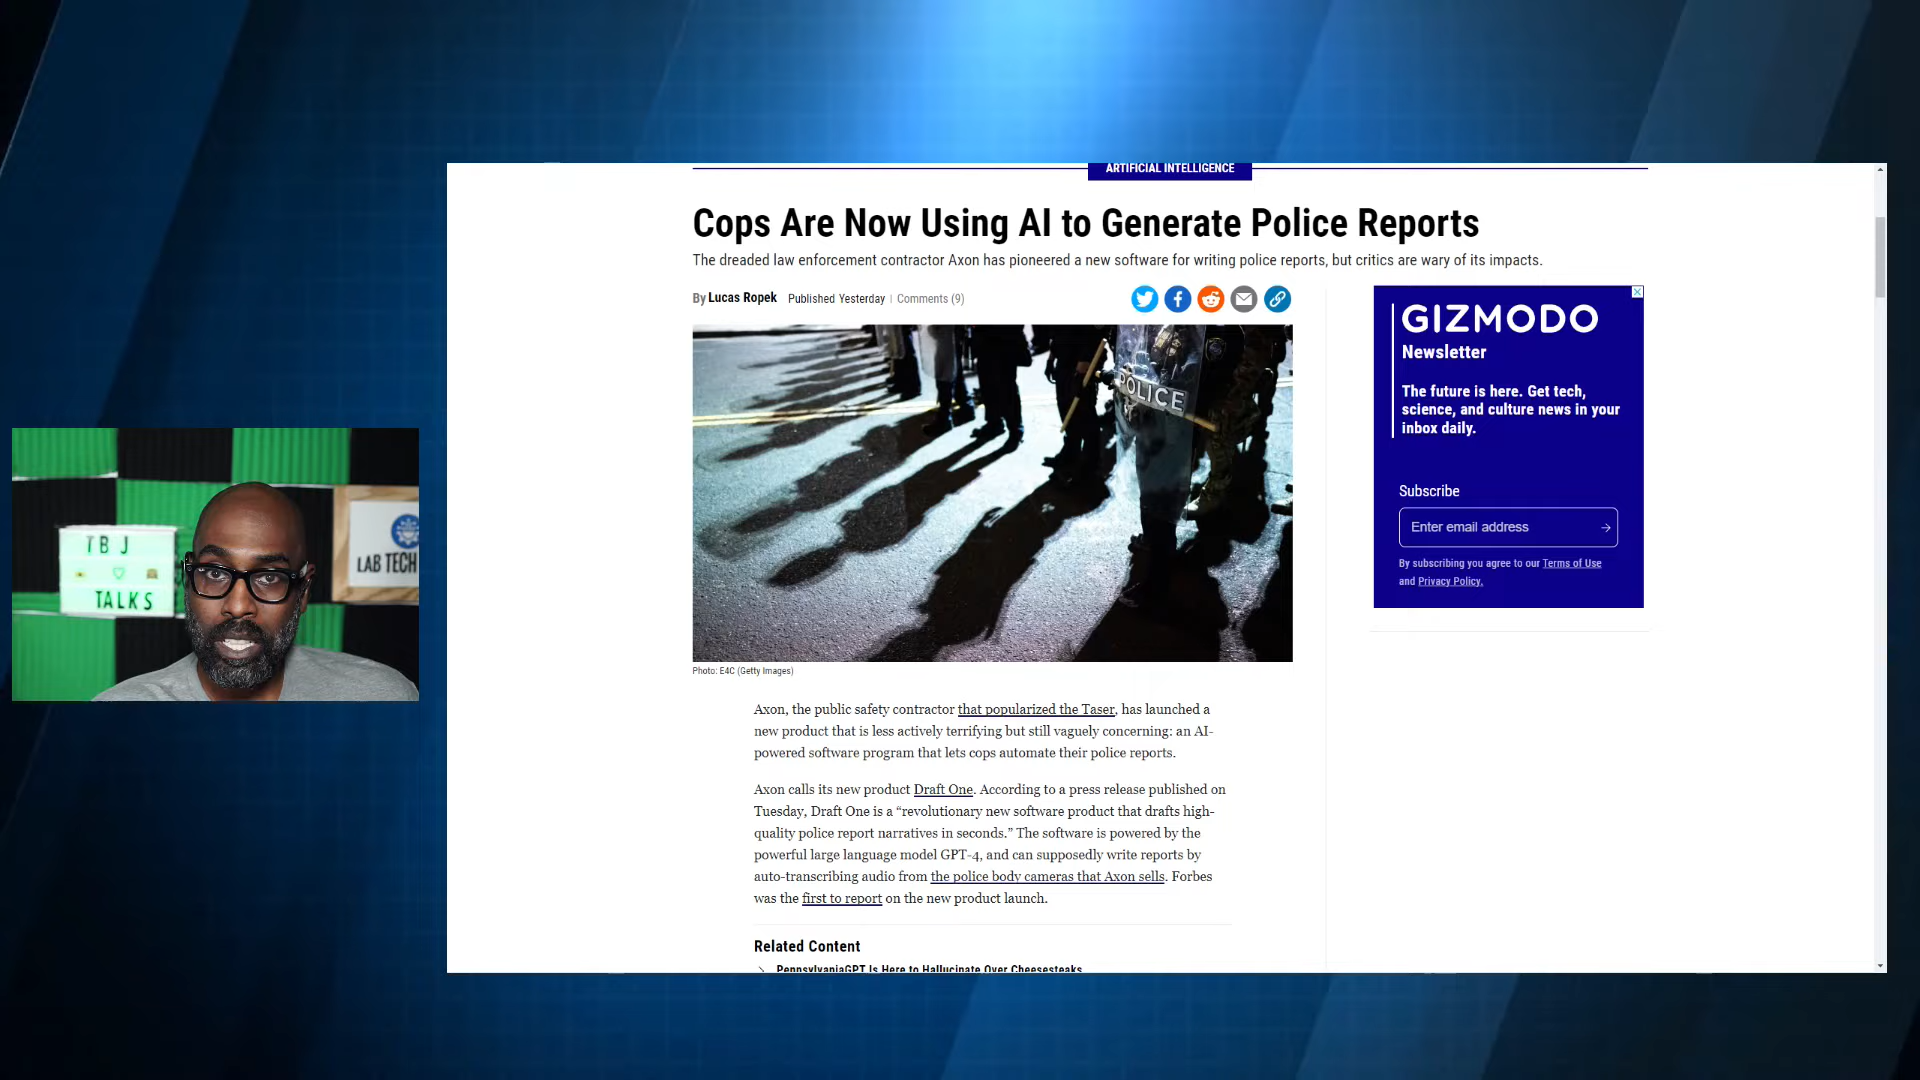 ARTIFICIAL INTELLIGENCE
Cops Are Now Using AI to Generate Police Reports
The dreaded law enforcement contractor Axon has pioneered a new software for writing police reports, but critics are wary of its impacts.
By Lucas Ropek Published Yesterday | Comments (9)
POLICE
Photo: E4C (Getty Images)
Axon, the public safety contractor that popularized the Taser, has launched a
new product that is less actively terrifying but still vaguely concerning: an AI-
powered software program that lets cops automate their police reports.
Axon calls its new product Draft One. According to a press release published on
Tuesday, Draft One is a “revolutionary new software product that drafts high-
quality police report narratives in seconds.” The software is powered by the
powerful large language model GPT-4, and can supposedly write reports by
auto-transcribing audio from the police body cameras that Axon sells. Forbes
was the first to report on the new product launch.
Related Content
PennsylvaniaGPT Is Here to Hallucinate Over Cheesesteaks
GIZMODO
Newsletter
The future is here. Get tech,
science, and culture news in your
inbox daily.
Subscribe
Enter email address
By subscribing you agree to our Terms of Use
and Privacy Policy.
TBJ
TALKS
LAB TECH